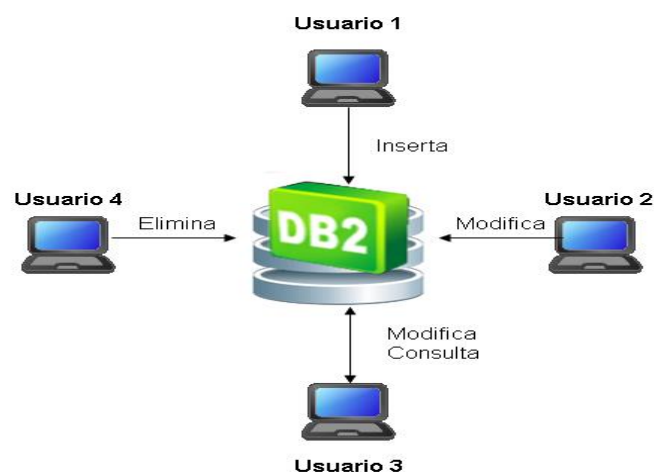 Usuario 1
Inserta
Usuario 4
Elimina
DB2
Modifica
Usuario 2
Modifica
Consulta
Usuario 3